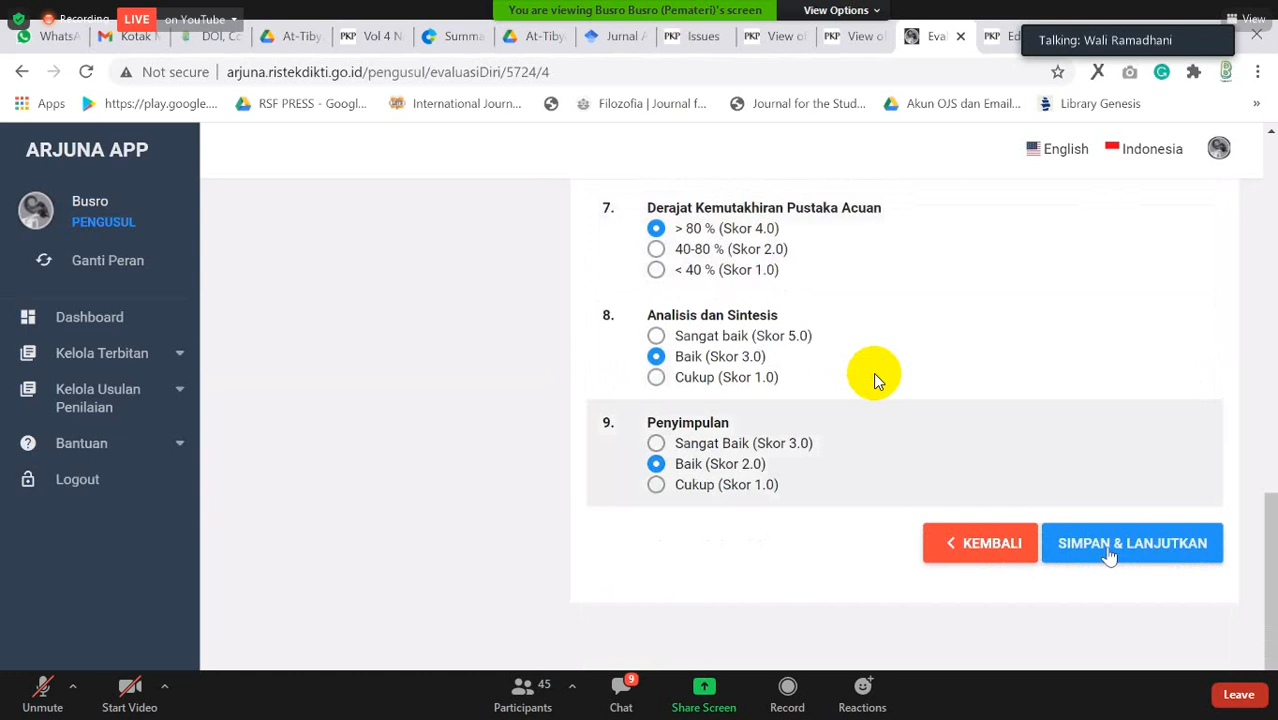 Recording
LIVE
on YouTube
You are viewing Busro Busro (Pemateri)'s screen
View Options
View
WhatsA
Kotak M
DOI, Co
At-Tiby
Vol 4 N
Summa
At-Tiby
Jurnal A
Issues
View of
View of
Eval
Ed
Talking: Wali Ramadhani
Not secure
arjuna.ristekdikti.go.id/pengusul/evaluasiDiri/5724/4
Apps
https://play.google....
RSF PRESS - Googl...
International Journ...
Filozofia | Journal f...
Journal for the Stud...
Akun OJS dan Email...
Library Genesis
»
ARJUNA APP
English
Indonesia
Busro
PENGUSUL
Ganti Peran
Dashboard
Kelola Terbitan
Kelola Usulan
Penilaian
Bantuan
Logout
7. Derajat Kemutakhiran Pustaka Acuan
> 80 % (Skor 4.0)
40-80 % (Skor 2.0)
< 40 % (Skor 1.0)
8. Analisis dan Sintesis
Sangat baik (Skor 5.0)
Baik (Skor 3.0)
Cukup (Skor 1.0)
9. Penyimpulan
Sangat Baik (Skor 3.0)
Baik (Skor 2.0)
Cukup (Skor 1.0)
KEMBALI
SIMPAN & LANJUTKAN
Unmute
Start Video
45
Participants
9
Chat
Share Screen
Record
Reactions
Leave